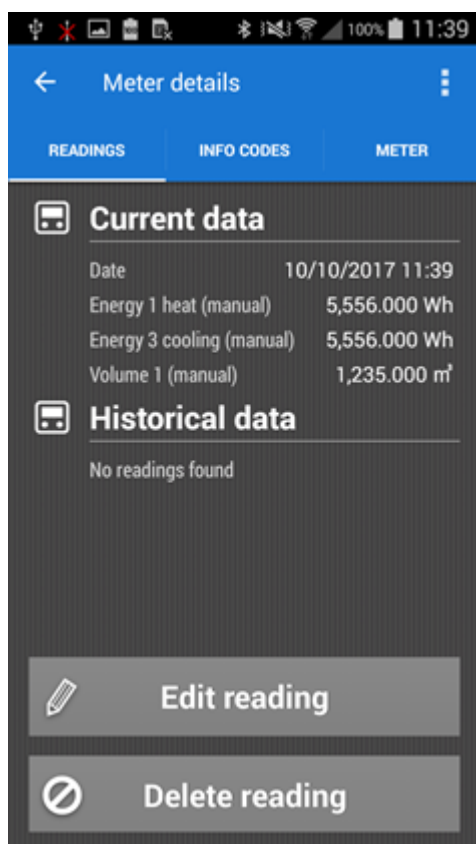 100% 11:39
Meter details
READINGS INFO CODES METER
Current data
Date 10/10/2017 11:39
Energy 1 heat (manual) 5,556.000 Wh
Energy 3 cooling (manual) 5,556.000 Wh
Volume 1 (manual) 1,235.000 m³
Historical data
No readings found
Edit reading
Delete reading